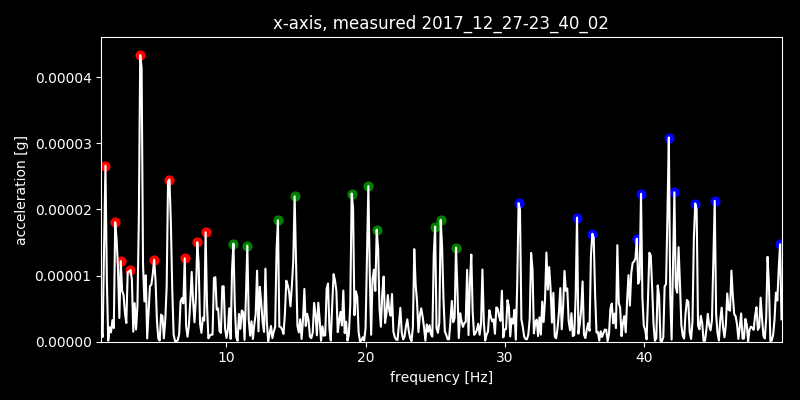 x-axis, measured 2017_12_27-23_40_02
0.00004
0.00003
0.00002
0.00001
0.00000
acceleration [g]
10 20 30 40
frequency [Hz]